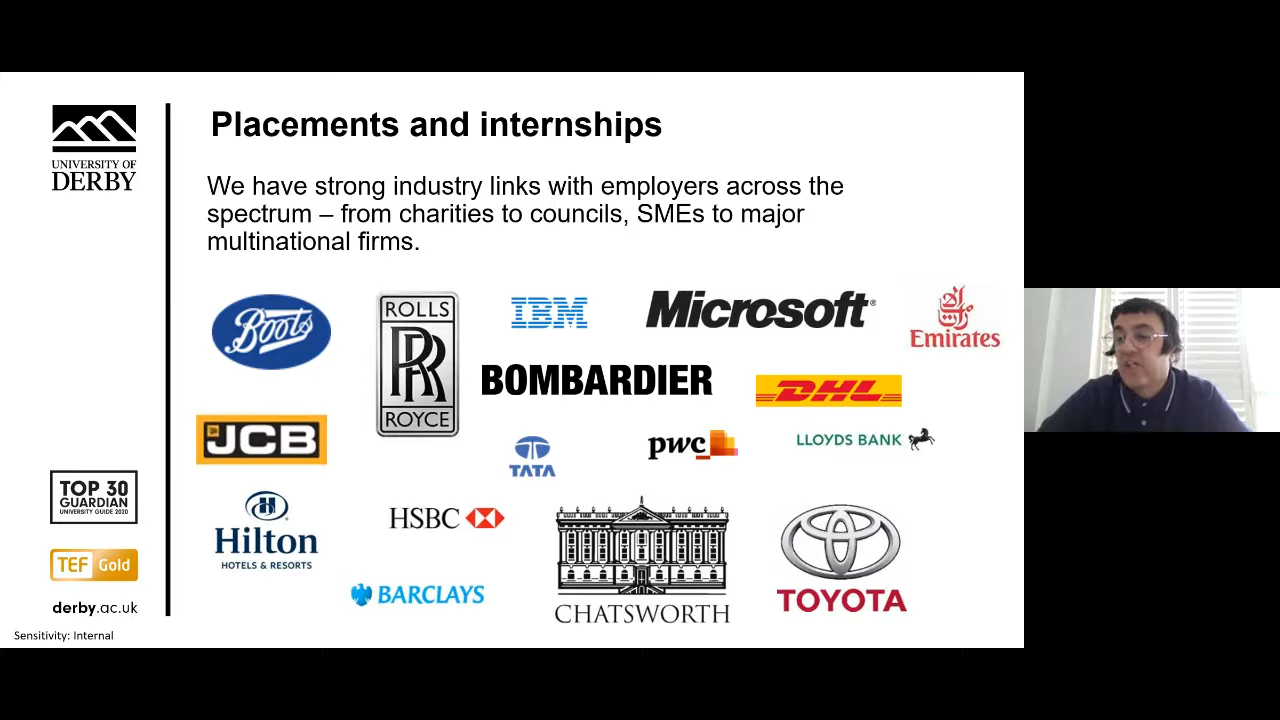 UNIVERSITY OF
DERBY
Placements and internships
We have strong industry links with employers across the
spectrum – from charities to councils, SMEs to major
multinational firms.
Boots
ROLLS
RR
ROYCE
IBM
Microsoft®
Emirates
BOMBARDIER
DHL
JCB
TATA
pwc
LLOYDS BANK
Hilton
HOTELS & RESORTS
HSBC
BARCLAYS
CHATSWORTH
TOYOTA
TOP 30
GUARDIAN
UNIVERSITY GUIDE 2020
TEF Gold
derby.ac.uk
Sensitivity: Internal